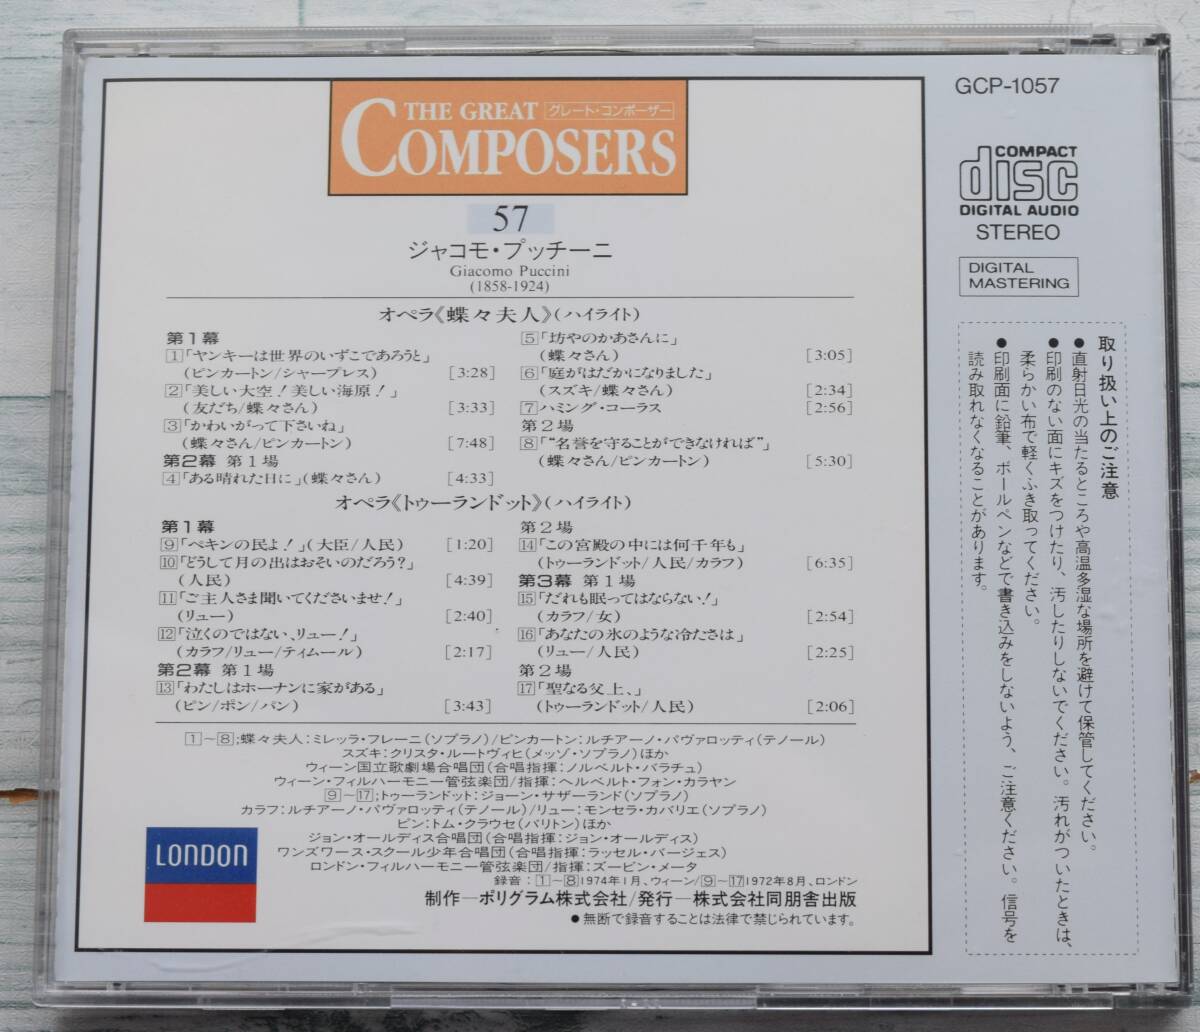 THE GREAT グレート・コンポーザー
COMPOSERS
57
ジャコモ・プッチーニ
Giacomo Puccini
(1858-1924)
オペラ《蝶々夫人》(ハイライト)
第1幕
1「ヤンキーは世界のいずこであろうと」
(ピンカートン/シャープレス) [3:28]
2「美しい大空!美しい海原!」
(友だち/蝶々さん) [3:33]
3「かわいがって下さいね」
(蝶々さん/ピンカートン) [7:48]
第2幕 第1場
4「ある晴れた日に」(蝶々さん) [4:33]
5「坊やのかあさんに」
(蝶々さん) [3:05]
6「庭がはだかになりました」
(スズキ/蝶々さん) [2:34]
7ハミング・コーラス [2:56]
第2場
8「“名誉を守ることができなければ”」
(蝶々さん/ピンカートン) [5:30]
オペラ《トゥーランドット》(ハイライト)
第1幕
9「ペキンの民よ!」(大臣/人民) [1:20]
10「どうして月の出はおそいのだろう?」
(人民) [4:39]
11「ご主人さま聞いてくださいませ!」
(リュー) [2:40]
12「泣くのではない、リュー!」
(カラフ/リュー/ティムール) [2:17]
第2幕 第1場
13「わたしはホーナンに家がある」
(ピン/ポン/パン) [3:43]
第2場
14「この宮殿の中には何千年も」
(トゥーランドット/人民/カラフ) [6:35]
第3幕 第1場
15「だれも眠ってはならない!」
(カラフ/女) [2:54]
16「あなたの氷のような冷たさは」
(リュー/人民) [2:25]
第2場
17「聖なる父上、」
(トゥーランドット/人民) [2:06]
1〜8;蝶々夫人:ミレッラ・フレーニ(ソプラノ)/ピンカートン:ルチアーノ・パヴァロッティ(テノール)
スズキ:クリスタ・ルートヴィヒ(メッゾ・ソプラノ)ほか
ウィーン国立歌劇場合唱団(合唱指揮:ノルベルト・バラチュ)
ウィーン・フィルハーモニー管弦楽団/指揮:ヘルベルト・フォン・カラヤン
9〜17;トゥーランドット:ジョーン・サザーランド(ソプラノ)
カラフ:ルチアーノ・パヴァロッティ(テノール)/リュー:モンセラ・カバリエ(ソプラノ)
ピン:トム・クラウセ(バリトン)ほか
ジョン・オールディス合唱団(合唱指揮:ジョン・オールディス)
ワンズワース・スクール少年合唱団(合唱指揮:ラッセル・バージェス)
ロンドン・フィルハーモニー管弦楽団/指揮:ズービン・メータ
録音:1〜8 1974年1月、ウィーン/9〜17 1972年8月、ロンドン
制作—ポリグラム株式会社/発行—株式会社同朋舎出版
●無断で録音することは法律で禁じられています。
LONDON
GCP-1057
COMPACT
disc
DIGITAL AUDIO
STEREO
DIGITAL
MASTERING
取り扱い上のご注意
●直射日光の当たるところや高温多湿な場所を避けて保管してください。
●印刷のない面にキズをつけたり、汚したりしないでください。汚れがついたときは、
柔らかい布で軽くふき取ってください。
●印刷面に鉛筆、ボールペンなどで書き込みをしないよう、ご注意ください。信号を
読み取れなくなることがあります。